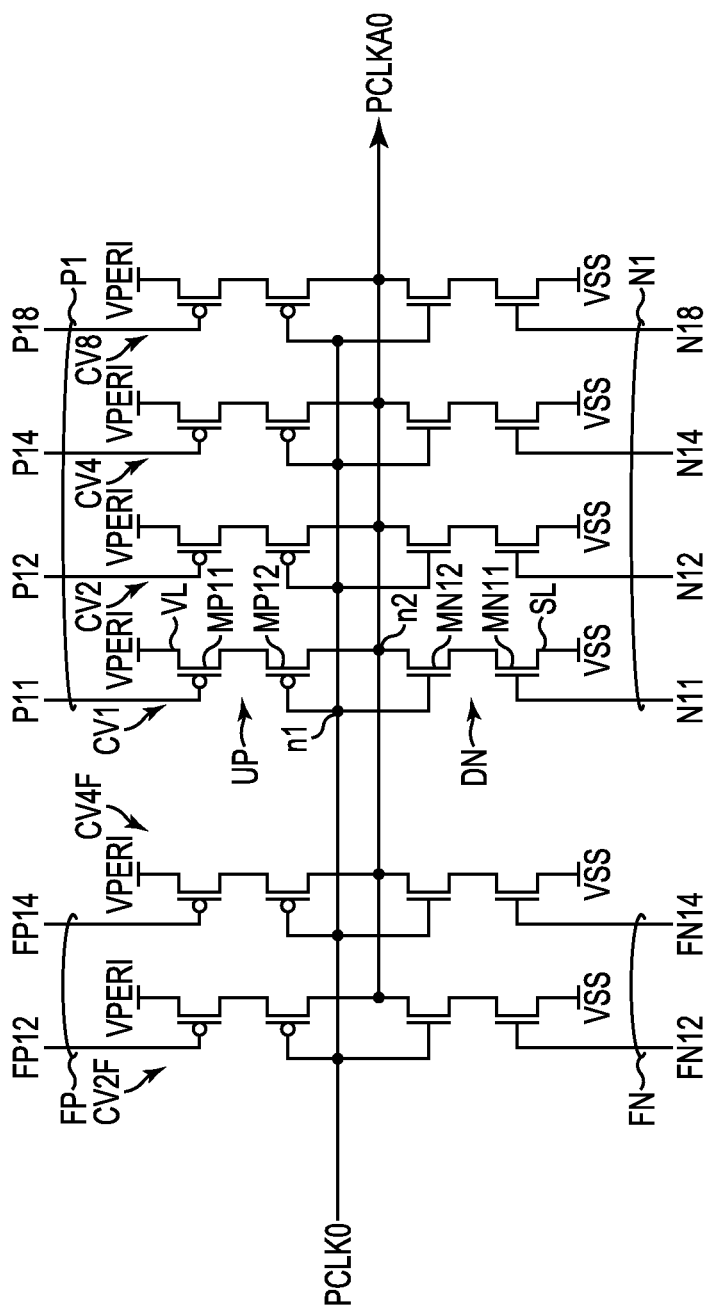 FP12
FP14
P11
P12
P14
P18
FP
P1
CV2F
VPERI
VPERI
CV4F
CV1
VPERI
CV2
VPERI
CV4
VPERI
CV8
VPERI
VL
MP11
UP
MP12
n1
PCLK0
PCLKA0
n2
MN12
DN
MN11
SL
VSS
VSS
VSS
VSS
VSS
VSS
FN
N1
FN12
FN14
N11
N12
N14
N18